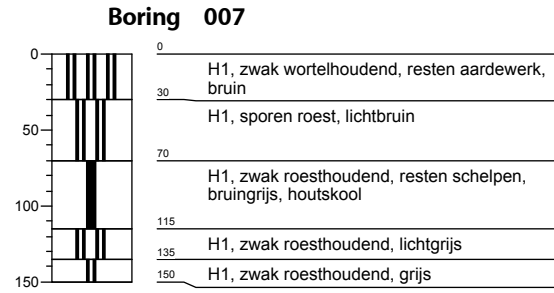 Boring 007
0
0
H1, zwak wortelhoudend, resten aardewerk,
bruin
30
H1, sporen roest, lichtbruin
50
70
H1, zwak roesthoudend, resten schelpen,
bruingrijs, houtskool
100
115
H1, zwak roesthoudend, lichtgrijs
135
H1, zwak roesthoudend, grijs
150
150